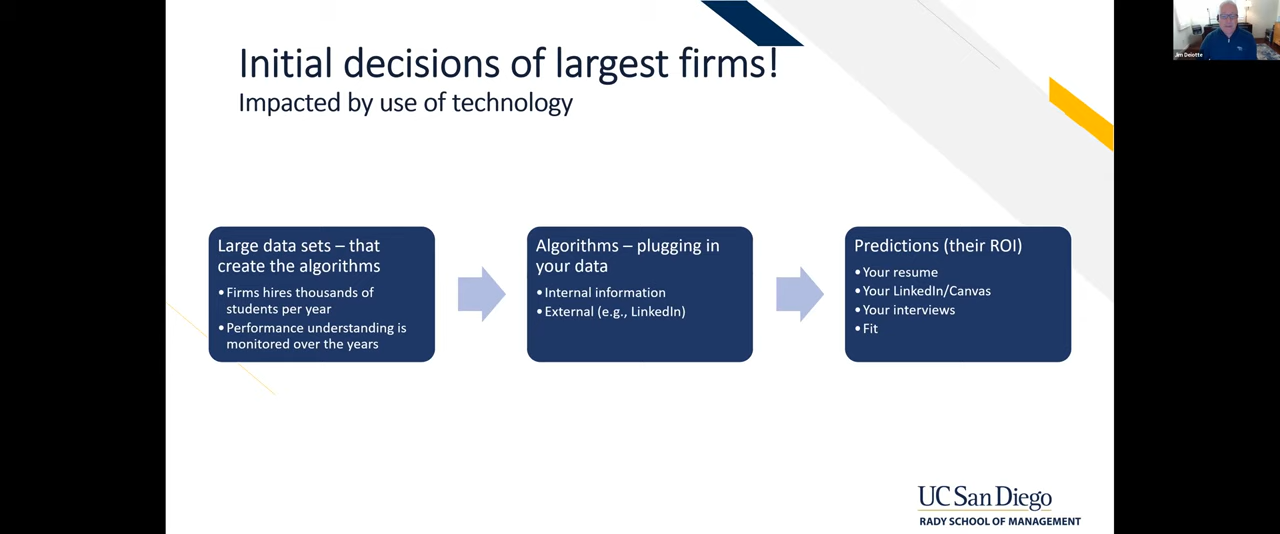 Initial decisions of largest firms!
Impacted by use of technology
Jim Deiotte
Large data sets – that
create the algorithms
• Firms hires thousands of
students per year
• Performance understanding is
monitored over the years
Algorithms – plugging in
your data
• Internal information
• External (e.g., LinkedIn)
Predictions (their ROI)
• Your resume
• Your LinkedIn/Canvas
• Your interviews
• Fit
UC San Diego
RADY SCHOOL OF MANAGEMENT